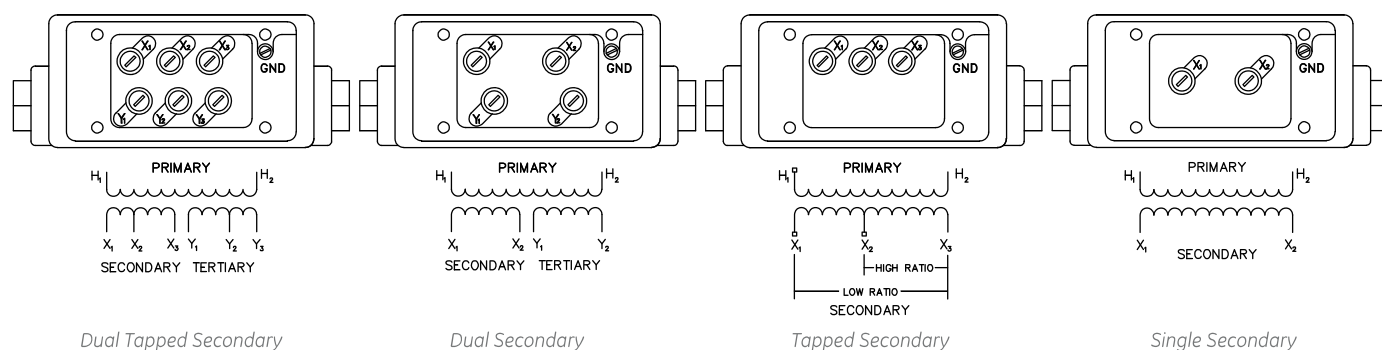 X₁ X₂ X₃
GND
Y₁ Y₂ Y₃
PRIMARY
H₁ H₂
X₁ X₂ X₃ Y₁ Y₂ Y₃
SECONDARY TERTIARY
Dual Tapped Secondary
X₁ X₂
GND
Y₁ Y₂
PRIMARY
H₁ H₂
X₁ X₂ Y₁ Y₂
SECONDARY TERTIARY
Dual Secondary
X₁ X₂ X₃
GND
PRIMARY
H₁ H₂
X₁ X₂ X₃
HIGH RATIO
LOW RATIO
SECONDARY
Tapped Secondary
X₁ X₂
GND
PRIMARY
H₁ H₂
X₁ X₂
SECONDARY
Single Secondary